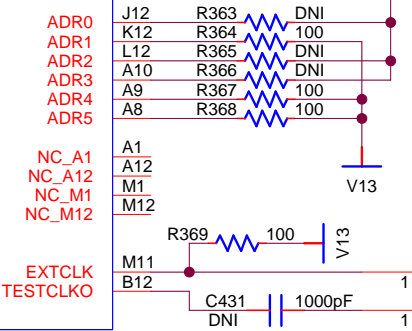 ADR0 J12 R363 DNI
ADR1 K12 R364 100
ADR2 L12 R365 DNI
ADR3 A10 R366 DNI
ADR4 A9 R367 100
ADR5 A8 R368 100
NC_A1 A1
NC_A12 A12
V13
NC_M1 M1
NC_M12 M12
R369 100 V13
EXTCLK M11 1
TESTCLKO B12
C431 1000pF
DNI 1